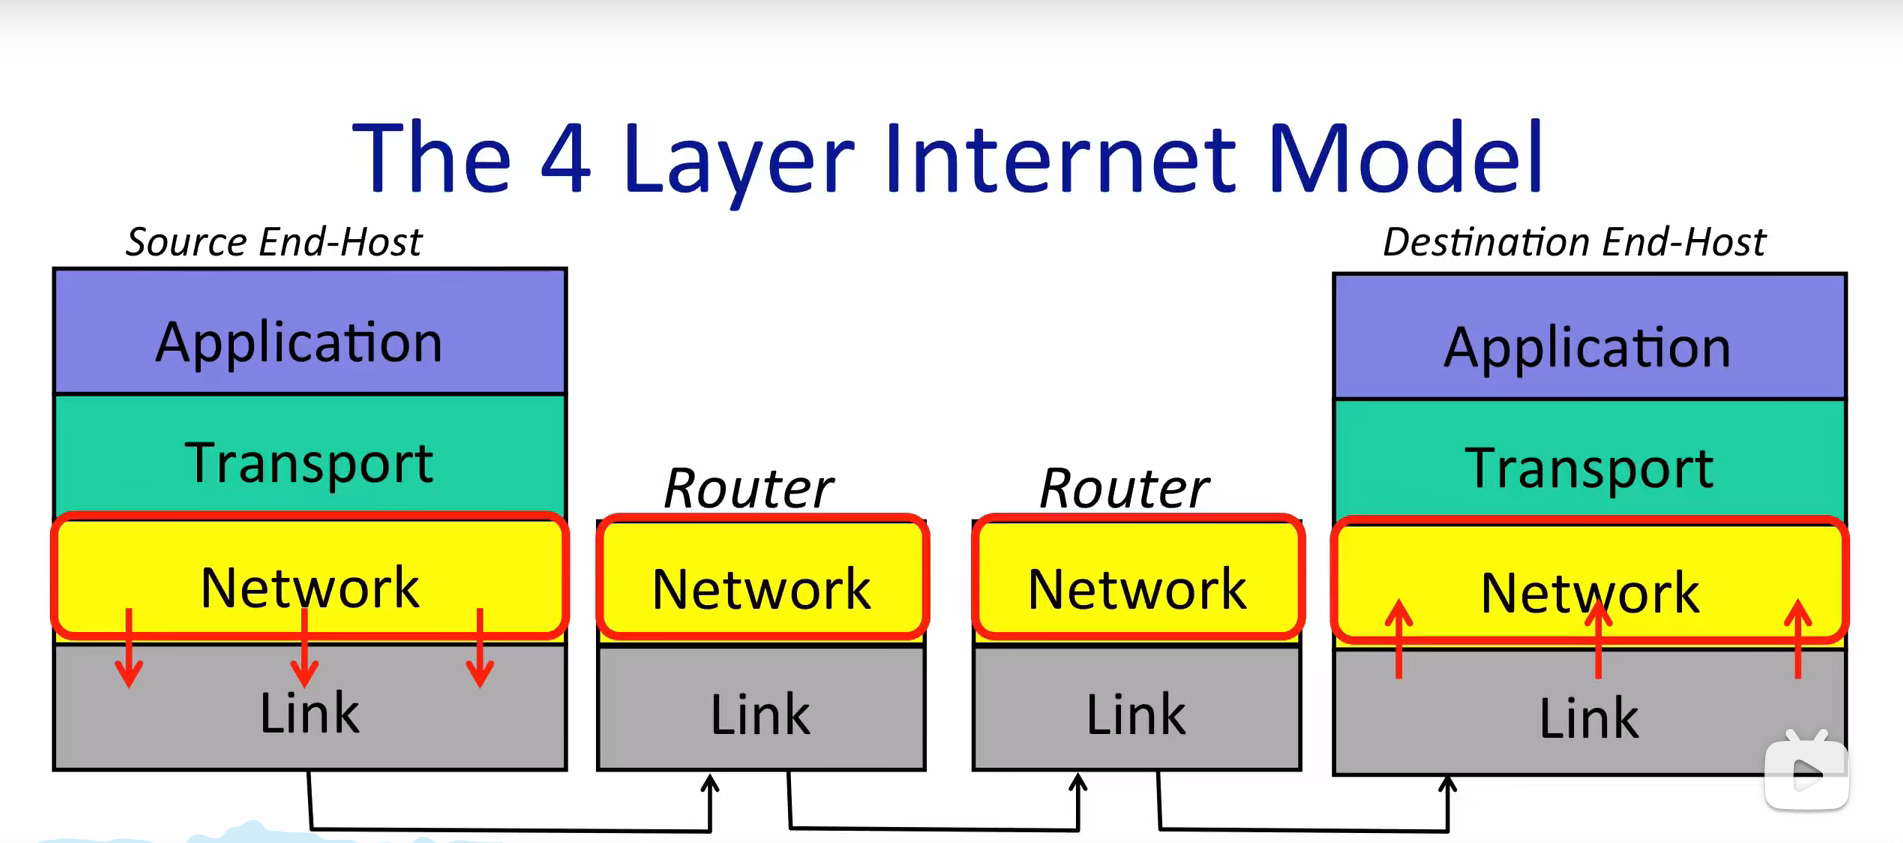 The 4 Layer Internet Model
Source End-Host
Destination End-Host
Application
Transport
Network
Link
Router
Network
Link
Router
Network
Link
Application
Transport
Network
Link